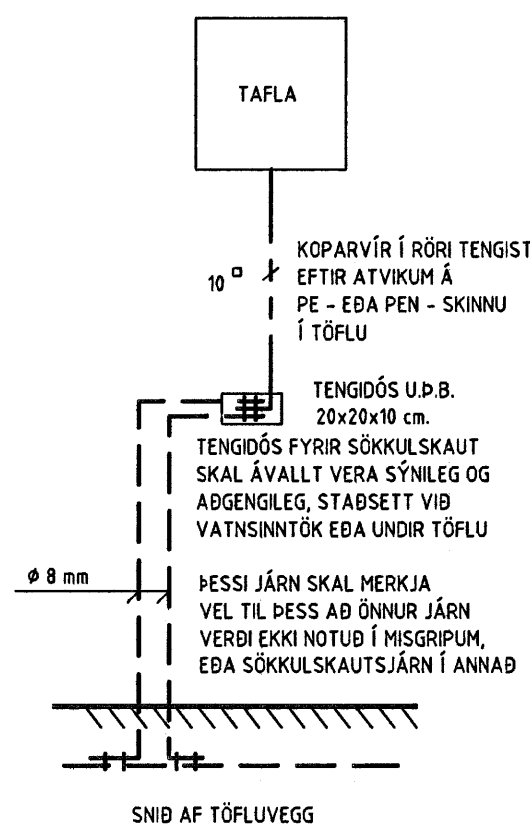 TAFLA
KOPARVÍR Í RÖRI TENGIST
10 □
EFTIR ATVIKUM Á
PE - EÐA PEN - SKINNU
Í TÖFLU
TENGIDÓS U.Þ.B.
20x20x10 cm.
TENGIDÓS FYRIR SÖKKULSKAUT
SKAL ÁVALLT VERA SÝNILEG OG
AÐGENGILEG, STAÐSETT VIÐ
VATNSINNTÖK EÐA UNDIR TÖFLU
ø 8 mm
ÞESSI JÁRN SKAL MERKJA
VEL TIL ÞESS AÐ ÖNNUR JÁRN
VERÐI EKKI NOTUÐ Í MISGRIPUM,
EÐA SÖKKULSKAUTSJÁRN Í ANNAÐ
SNIÐ AF TÖFLUVEGG